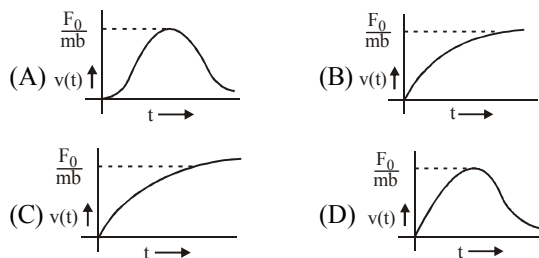 (A) F₀/mb v(t) t
(B) F₀/mb v(t) t
(C) F₀/mb v(t) t
(D) F₀/mb v(t) t